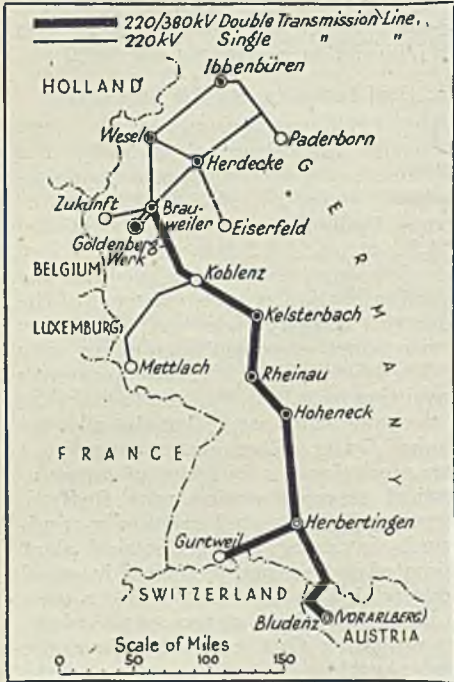 220/380kV Double Transmission Line
220kV Single " "
HOLLAND
Ibbenbüren
Wesel
Paderborn
Herdecke
Zukunft
Brau-
weiler
Eiserfeld
Goldenberg-
Werk
BELGIUM
Koblenz
LUXEMBURG
Kelsterbach
Mettlach
Rheinau
Hoheneck
GERMANY
FRANCE
Herbertingen
Gurtweil
SWITZERLAND
Bludenz (VORARLBERG)
AUSTRIA
Scale of Miles
0 50 100 150